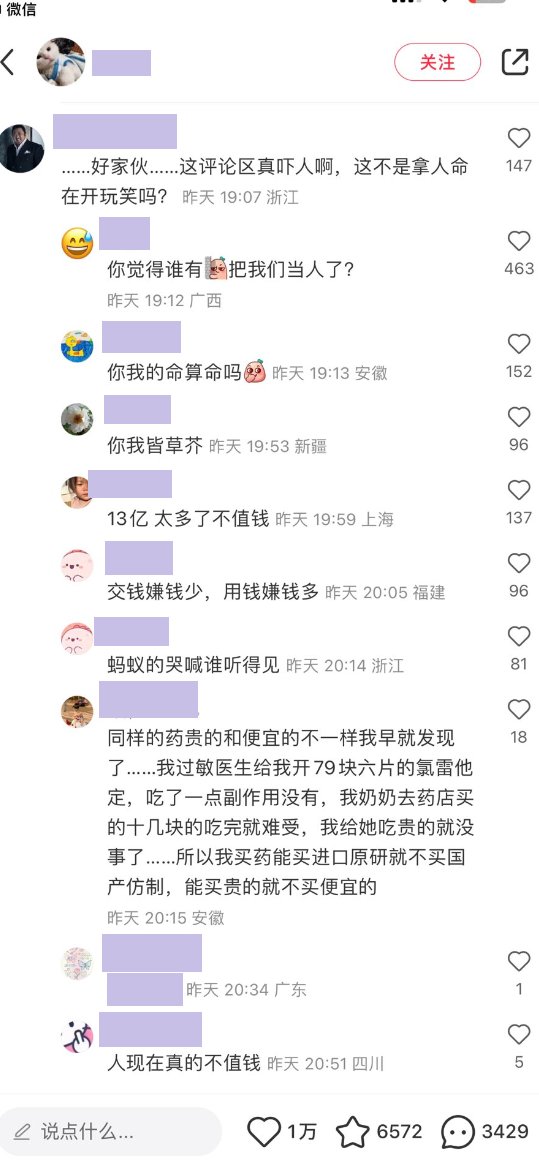 微信
关注
……好家伙……这评论区真吓人啊，这不是拿人命
在开玩笑吗？ 昨天 19:07 浙江
147
你觉得谁有把我们当人了？
昨天 19:12 广西
463
你我的命算命吗 昨天 19:13 安徽
152
你我皆草芥 昨天 19:53 新疆
96
13亿 太多了不值钱 昨天 19:59 上海
137
交钱嫌钱少，用钱嫌钱多 昨天 20:05 福建
96
蚂蚁的哭喊谁听得见 昨天 20:14 浙江
81
同样的药贵的和便宜的不一样我早就发现
了……我过敏医生给我开79块六片的氯雷他
定，吃了一点副作用没有，我奶奶去药店买
的十几块的吃完就难受，我给她吃贵的就没
事了……所以我买药能买进口原研就不买国
产仿制，能买贵的就不买便宜的
昨天 20:15 安徽
18
昨天 20:34 广东
1
人现在真的不值钱 昨天 20:51 四川
5
说点什么... 1万 6572 3429